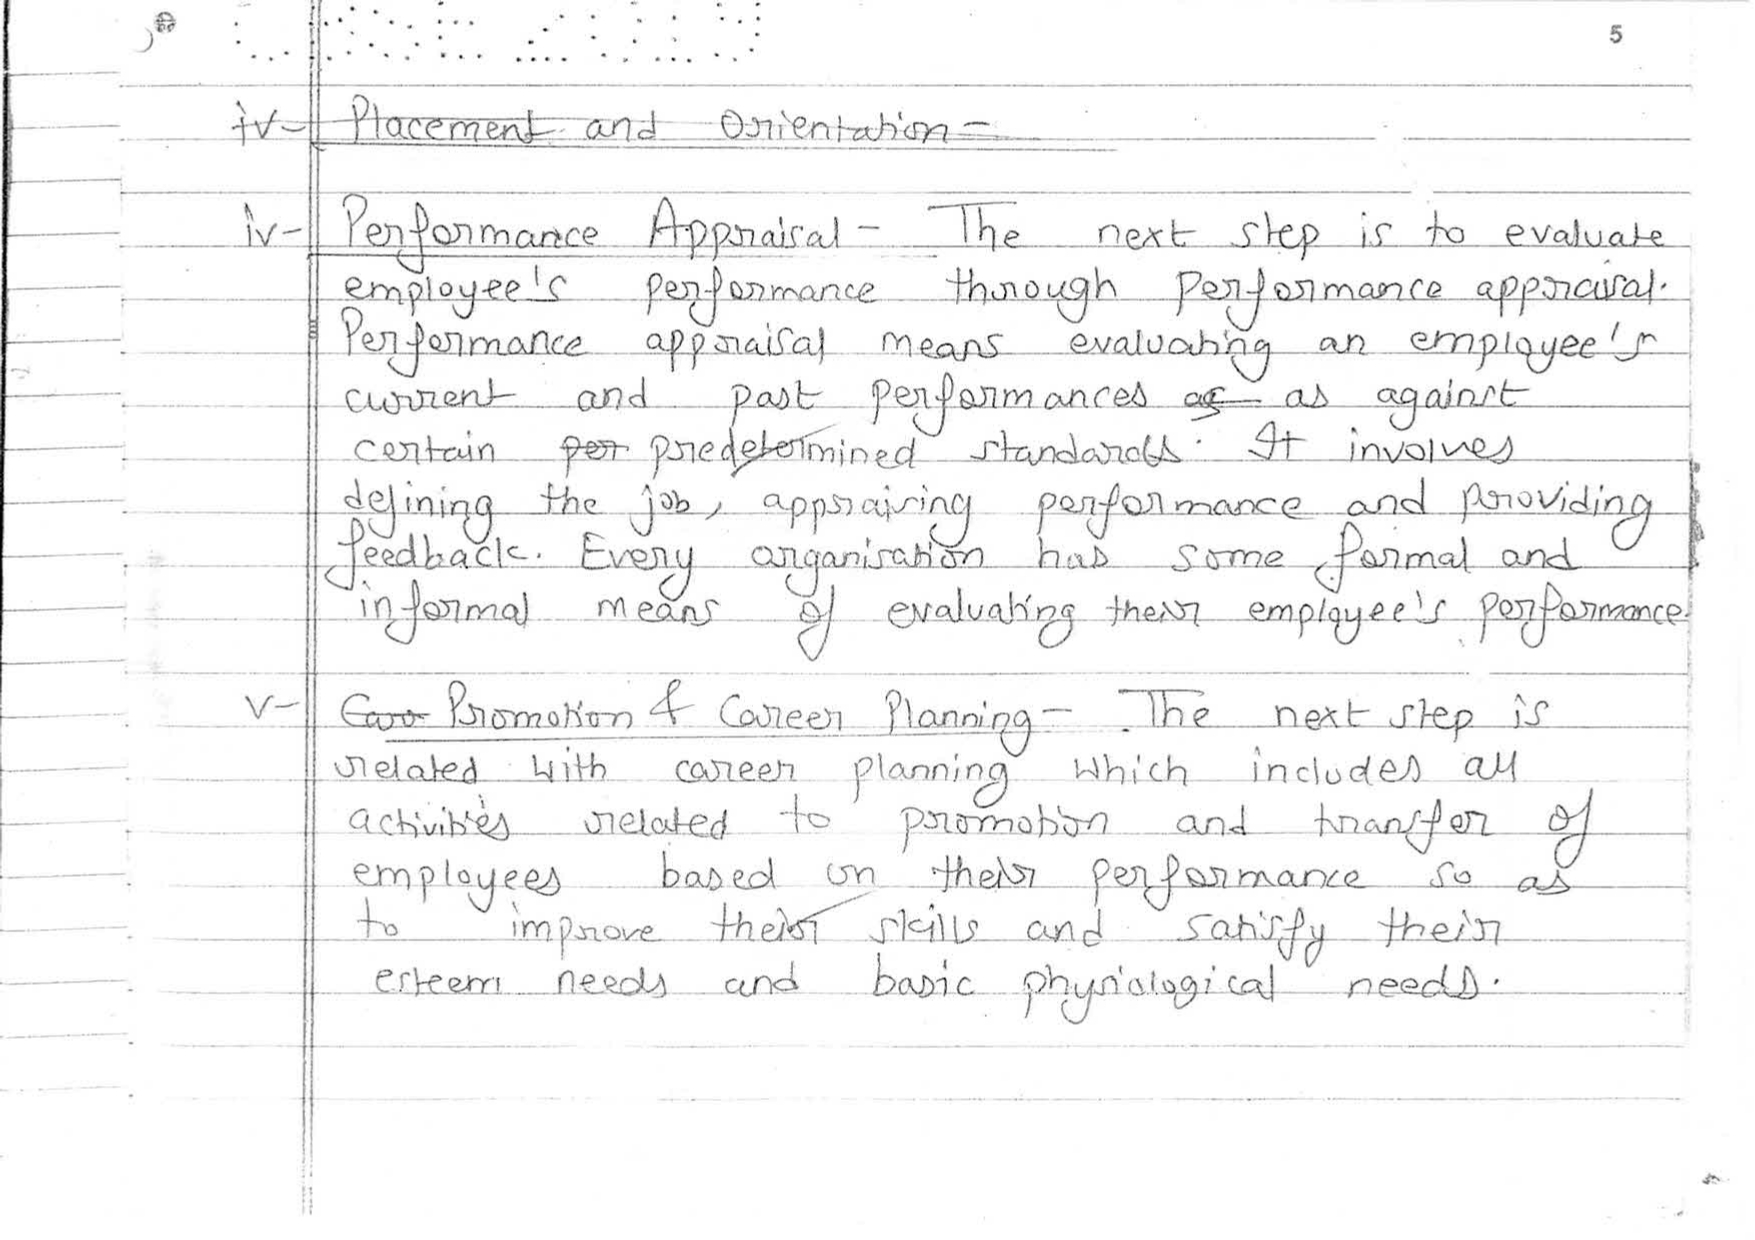 5
iv- Placement and Orientation-
iv- Performance Appraisal - The next step is to evaluate
employee's performance through Performance appraisal.
Performance appraisal means evaluating an employee's
current and past performances as as against
certain per predetermined standards. It involves
defining the job, appraising performance and providing
feedback. Every organisation has some formal and
informal means of evaluating their employee's performance.
v- Caree Promotion & Career Planning - The next step is
related with career planning which includes all
activities related to promotion and transfer of
employees based on their performance so as
to improve their skills and satisfy their
esteem needs and basic physiological needs.